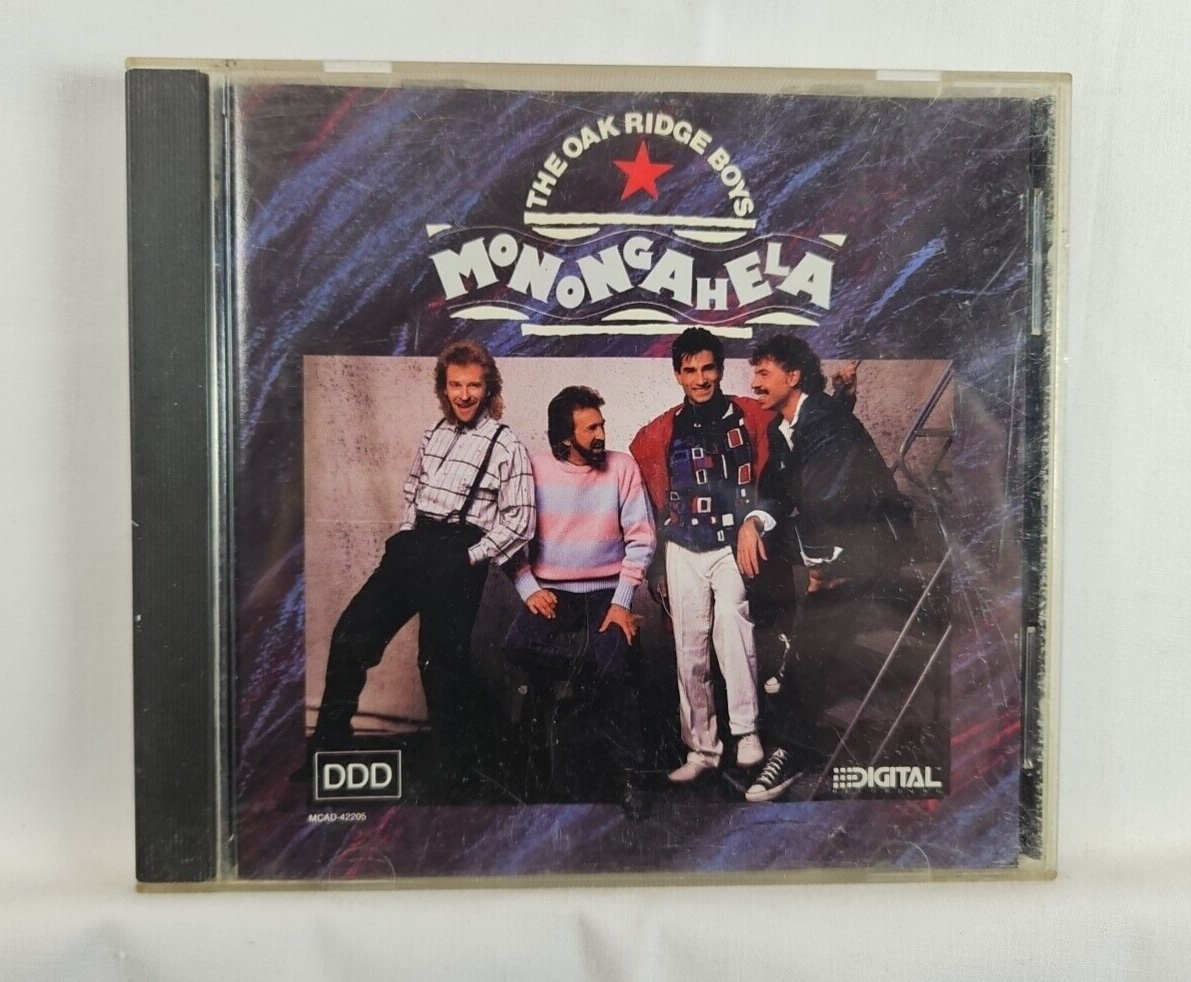 THE OAK RIDGE BOYS
MONONGAHELA
DDD
DIGITAL
MCAD-42205